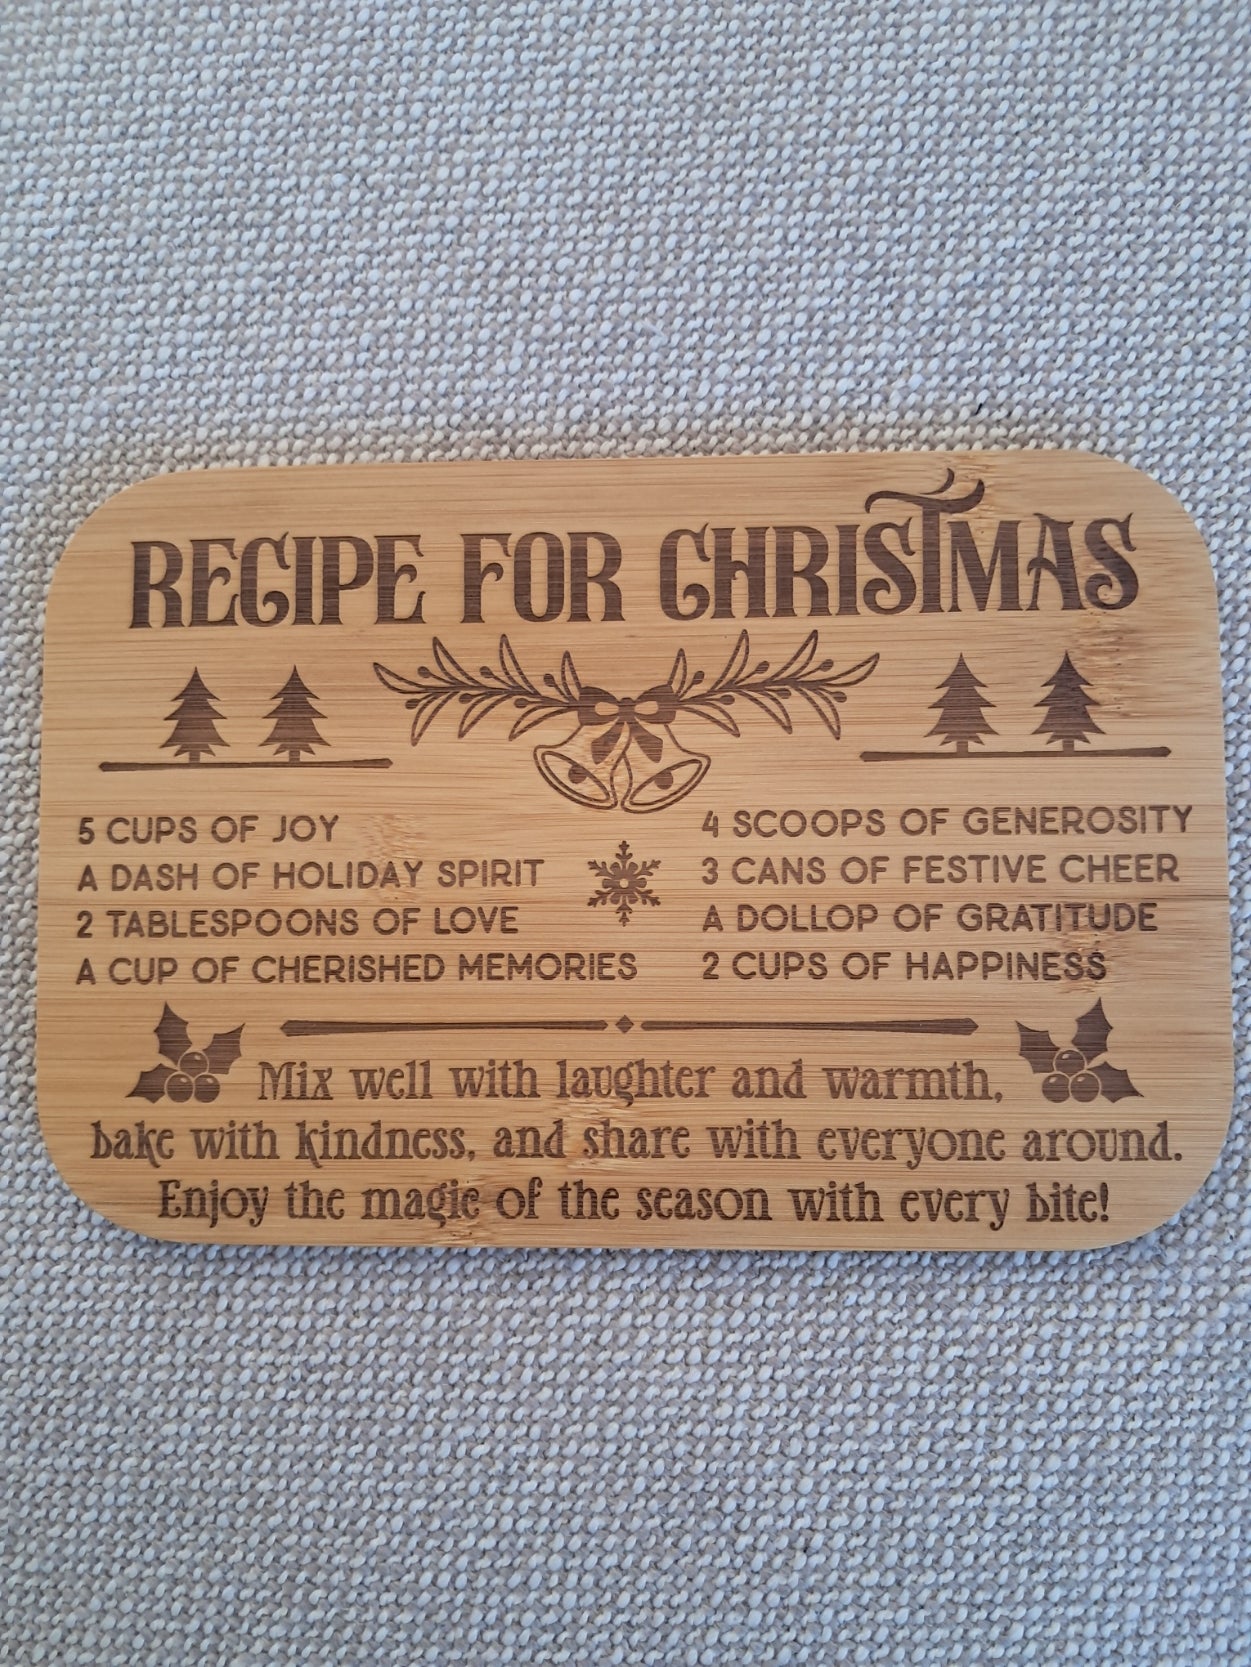 RECIPE FOR CHRISTMAS
5 CUPS OF JOY
A DASH OF HOLIDAY SPIRIT
2 TABLESPOONS OF LOVE
A CUP OF CHERISHED MEMORIES
4 SCOOPS OF GENEROSITY
3 CANS OF FESTIVE CHEER
A DOLLOP OF GRATITUDE
2 CUPS OF HAPPINESS
Mix well with laughter and warmth,
bake with kindness, and share with everyone around.
Enjoy the magic of the season with every bite!